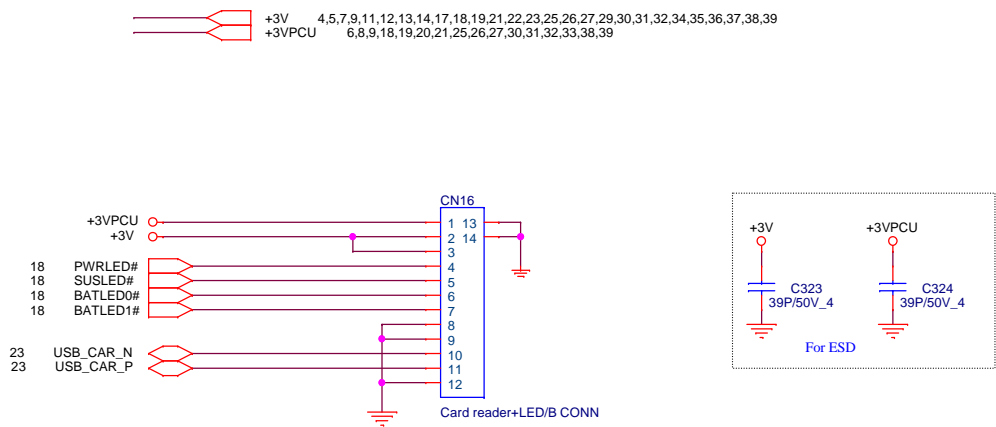 +3V 4,5,7,9,11,12,13,14,17,18,19,21,22,23,25,26,27,29,30,31,32,34,35,36,37,38,39
+3VPCU 6,8,9,18,19,20,21,25,26,27,30,31,32,33,38,39
CN16
+3VPCU 1 13
+3V 2 14
3
18 PWRLED# 4
18 SUSLED# 5
18 BATLED0# 6
18 BATLED1# 7
8
9
23 USB_CAR_N 10
23 USB_CAR_P 11
12
Card reader+LED/B CONN
+3V +3VPCU
C323 C324
39P/50V_4 39P/50V_4
For ESD